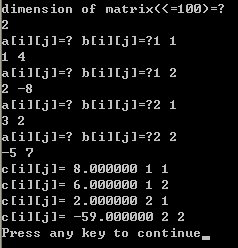 dimension of matrix(<=100)=?
2
a[i][j]=? b[i][j]=?1 1
1 4
a[i][j]=? b[i][j]=?1 2
2 -8
a[i][j]=? b[i][j]=?2 1
3 2
a[i][j]=? b[i][j]=?2 2
-5 7
c[i][j]= 8.000000 1 1
c[i][j]= 6.000000 1 2
c[i][j]= 2.000000 2 1
c[i][j]= -59.000000 2 2
Press any key to continue_